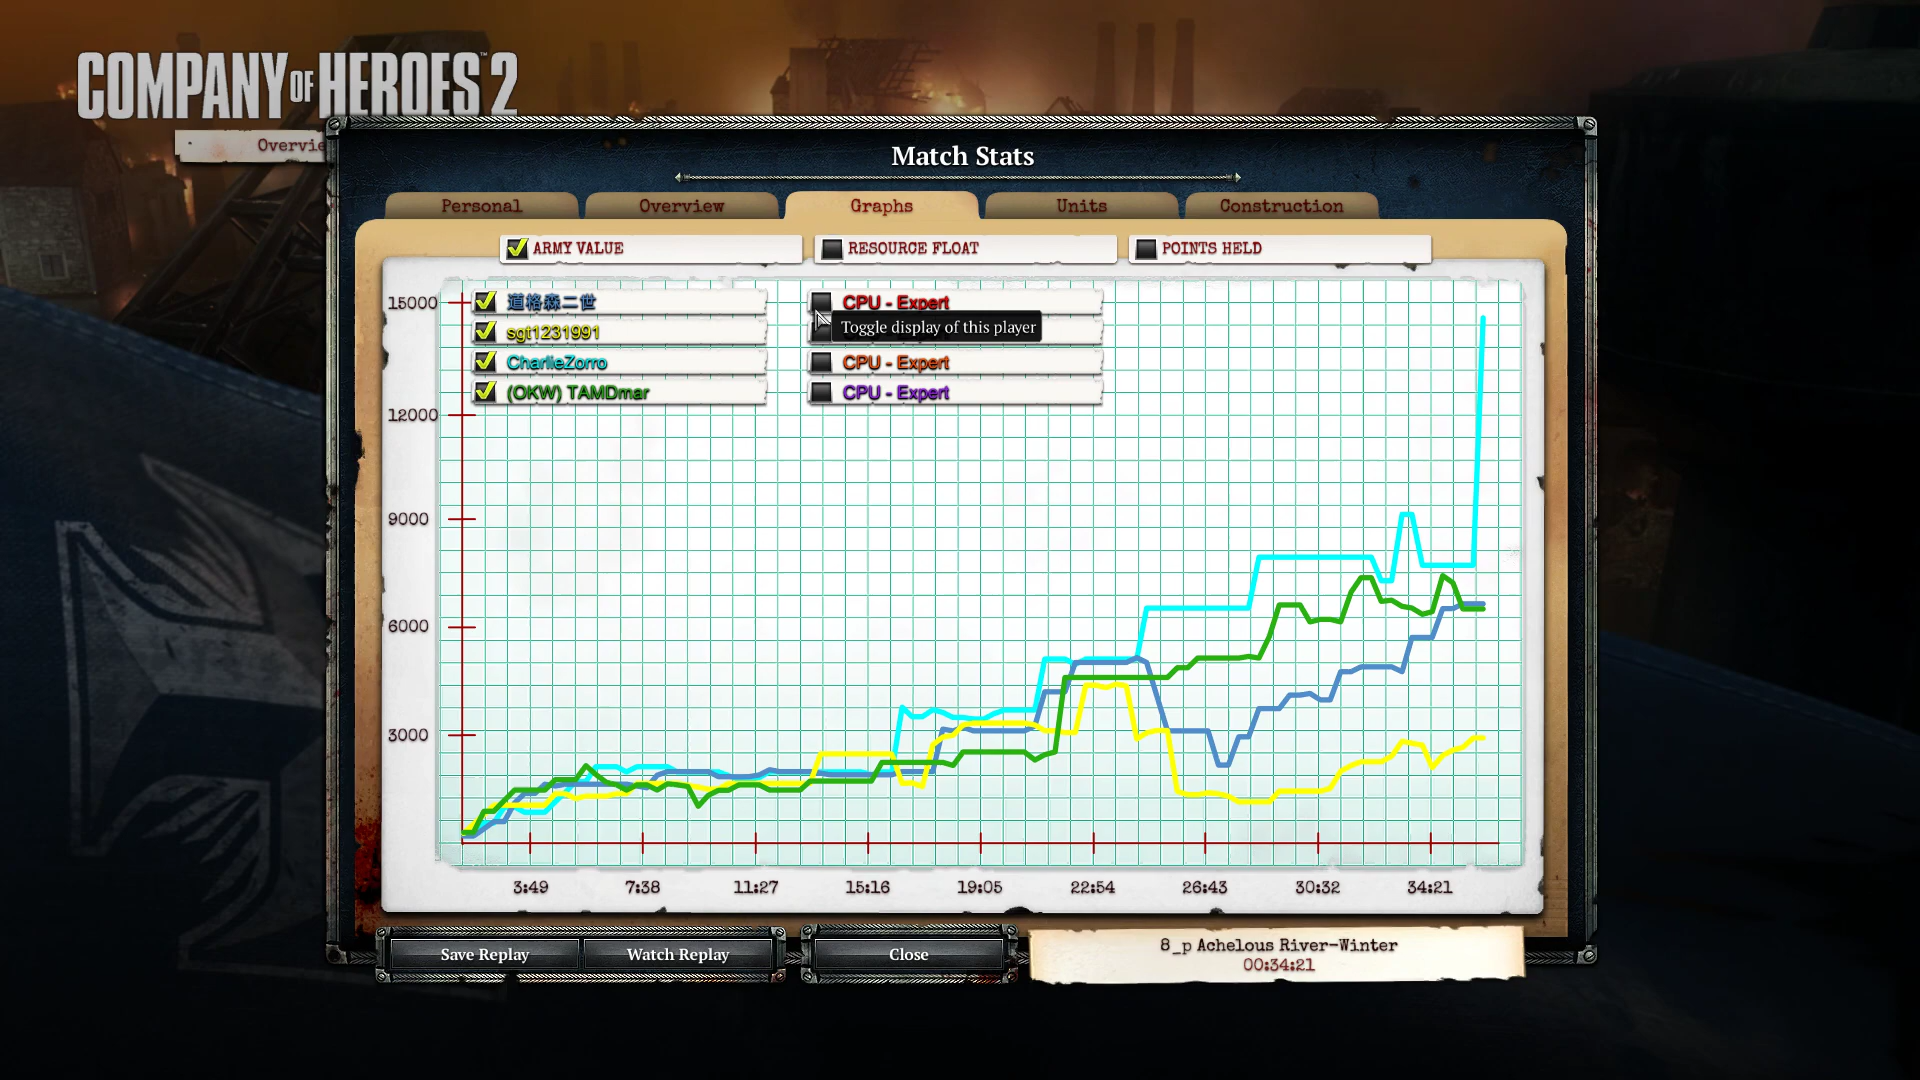 COMPANY OF HEROES™ 2
Overvie
Match Stats
Personal
Overview
Graphs
Units
Construction
ARMY VALUE
RESOURCE FLOAT
POINTS HELD
道格森二世
CPU - Expert
sgt1231991
Toggle display of this player
CharlieZorro
CPU - Expert
(OKW) TAMDmar
CPU - Expert
15000
12000
9000
6000
3000
3:49
7:38
11:27
15:16
19:05
22:54
26:43
30:32
34:21
Save Replay
Watch Replay
Close
8_p Achelous River-Winter
00:34:21